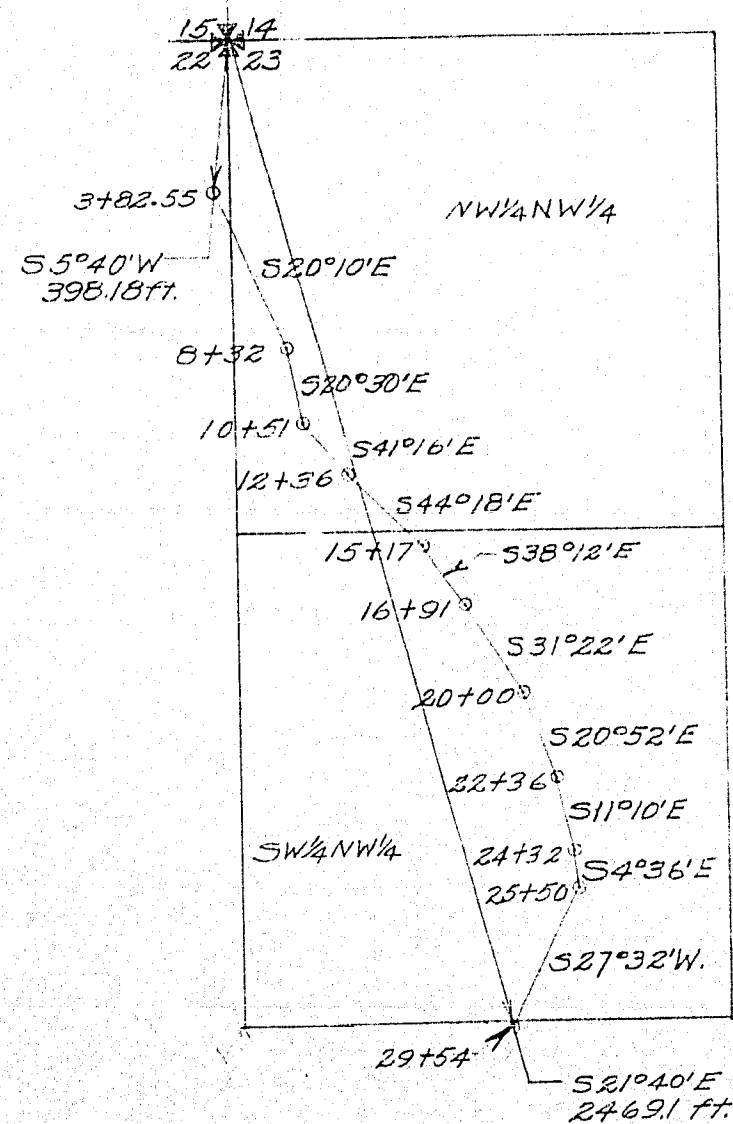 15 14
22 23
3+82.55
NW¼NW¼
S5°40'W
398.18ft.
S20°10'E
8+32
S20°30'E
10+51
S41°16'E
12+36
S44°18'E
15+17
S38°12'E
16+91
S31°22'E
20+00
S20°52'E
22+36
S11°10'E
SW¼NW¼
24+32
S4°36'E
25+50
S27°32'W.
29+54
S21°40'E
2469.1 ft.